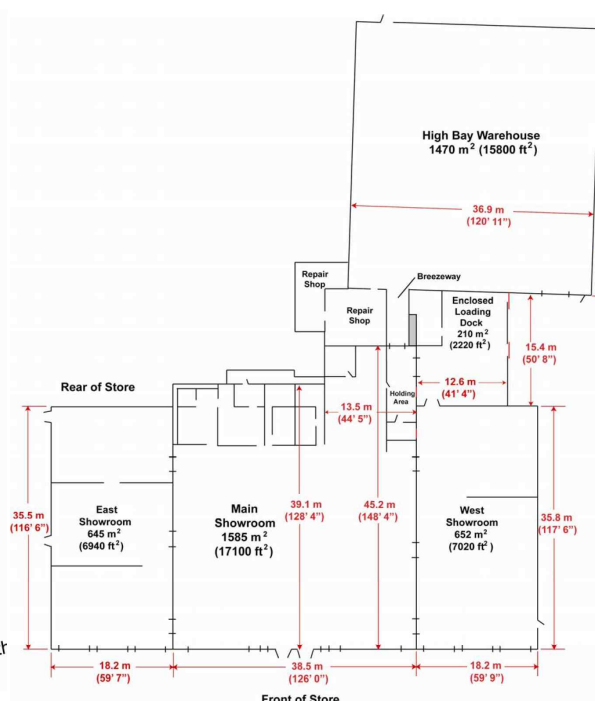 High Bay Warehouse
1470 m² (15800 ft²)
36.9 m
(120' 11")
Repair
Shop
Breezeway
Repair
Shop
Enclosed
Loading
Dock
210 m²
(2220 ft²)
15.4 m
(50' 8")
12.6 m
(41' 4")
Rear of Store
Holding
Area
13.5 m
(44' 5")
35.5 m
(116' 6")
East
Showroom
645 m²
(6940 ft²)
Main
Showroom
1585 m²
(17100 ft²)
39.1 m
(128' 4")
45.2 m
(148' 4")
West
Showroom
652 m²
(7020 ft²)
35.8 m
(117' 6")
18.2 m
(59' 7")
38.5 m
(126' 0")
18.2 m
(59' 9")
Front of Store